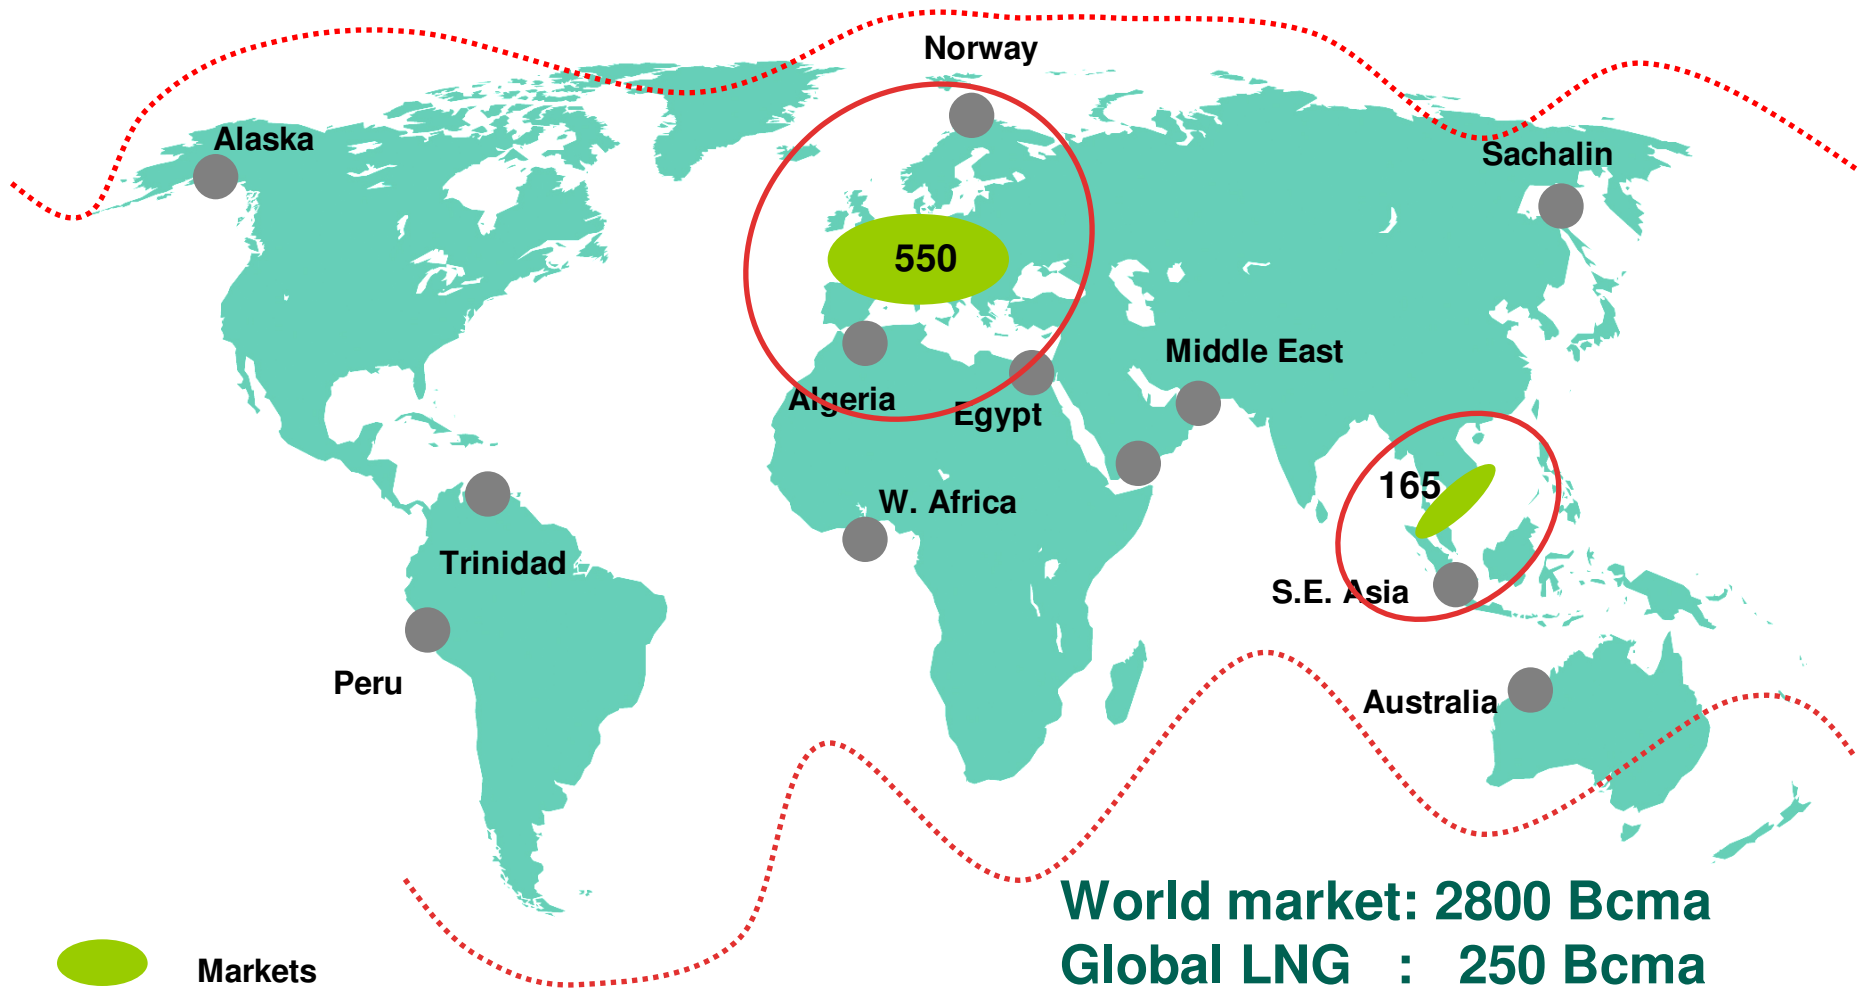 Norway
Alaska
Sachalin
550
Middle East
Algeria
Egypt
165
W. Africa
Trinidad
S.E. Asia
Peru
Australia
World market: 2800 Bcma
Global LNG : 250 Bcma
Markets